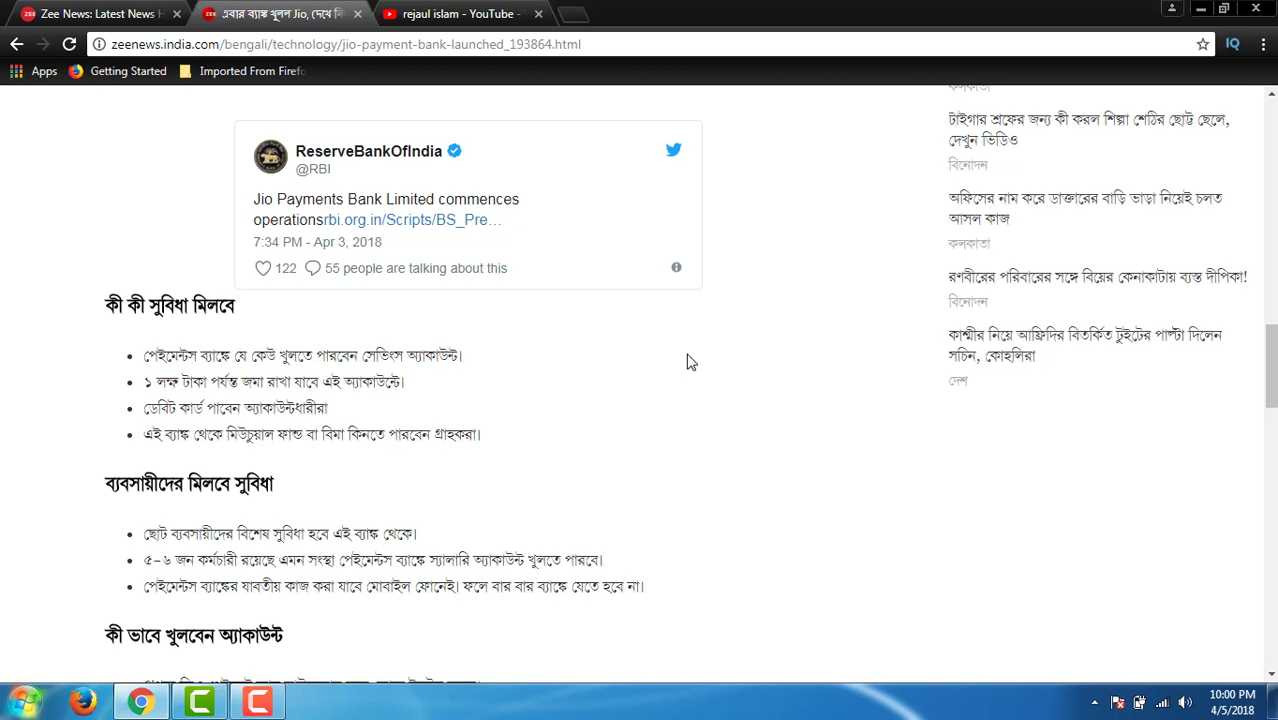 Zee News: Latest News H
এবার ব্যাঙ্ক খুলল Jio, দেখে নি
rejaul islam - YouTube -
zeenews.india.com/bengali/technology/jio-payment-bank-launched_193864.html
Apps
Getting Started
Imported From Firefo
ReserveBankOfIndia
@RBI
Jio Payments Bank Limited commences
operationsrbi.org.in/Scripts/BS_Pre…
7:34 PM - Apr 3, 2018
122
55 people are talking about this
কী কী সুবিধা মিলবে
• পেইমেন্টস ব্যাঙ্কে যে কেউ খুলতে পারবেন সেভিংস অ্যাকাউন্ট।
• ১ লক্ষ টাকা পর্যন্ত জমা রাখা যাবে এই অ্যাকাউন্টে।
• ডেবিট কার্ড পাবেন অ্যাকাউন্টধারীরা
• এই ব্যাঙ্ক থেকে মিউচুয়াল ফান্ড বা বিমা কিনতে পারবেন গ্রাহকরা।
ব্যবসায়ীদের মিলবে সুবিধা
• ছোট ব্যবসায়ীদের বিশেষ সুবিধা হবে এই ব্যাঙ্ক থেকে।
• ৫-৬ জন কর্মচারী রয়েছে এমন সংস্থা পেইমেন্টস ব্যাঙ্কে স্যালারি অ্যাকাউন্ট খুলতে পারবে।
• পেইমেন্টস ব্যাঙ্কের যাবতীয় কাজ করা যাবে মোবাইল ফোনেই। ফলে বার বার ব্যাঙ্কে যেতে হবে না।
কী ভাবে খুলবেন অ্যাকাউন্ট
কলকাতা
টাইগার শ্রফের জন্য কী করল শিল্পা শেঠির ছোট্ট ছেলে,
দেখুন ভিডিও
বিনোদন
অফিসের নাম করে ডাক্তারের বাড়ি ভাড়া নিয়েই চলত
আসল কাজ
কলকাতা
রণবীরের পরিবারের সঙ্গে বিয়ের কেনাকাটায় ব্যস্ত দীপিকা!
বিনোদন
কাশ্মীর নিয়ে আফ্রিদির বিতর্কিত টুইটের পাল্টা দিলেন
সচিন, কোহলিরা
দেশ
IQ
10:00 PM
4/5/2018